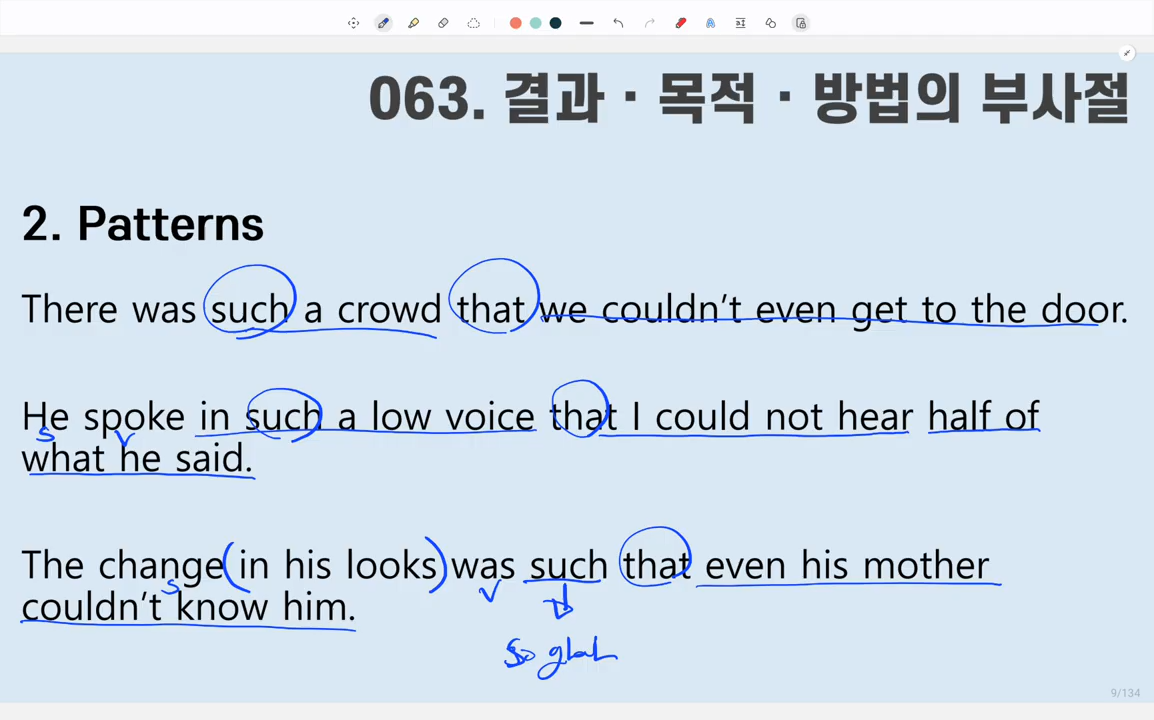 063. 결과 · 목적 · 방법의 부사절
2. Patterns
There was such a crowd that we couldn't even get to the door.
He spoke in such a low voice that I could not hear half of
s v
what he said.
The change (in his looks) was such that even his mother
s v
couldn't know him.
so
9/134